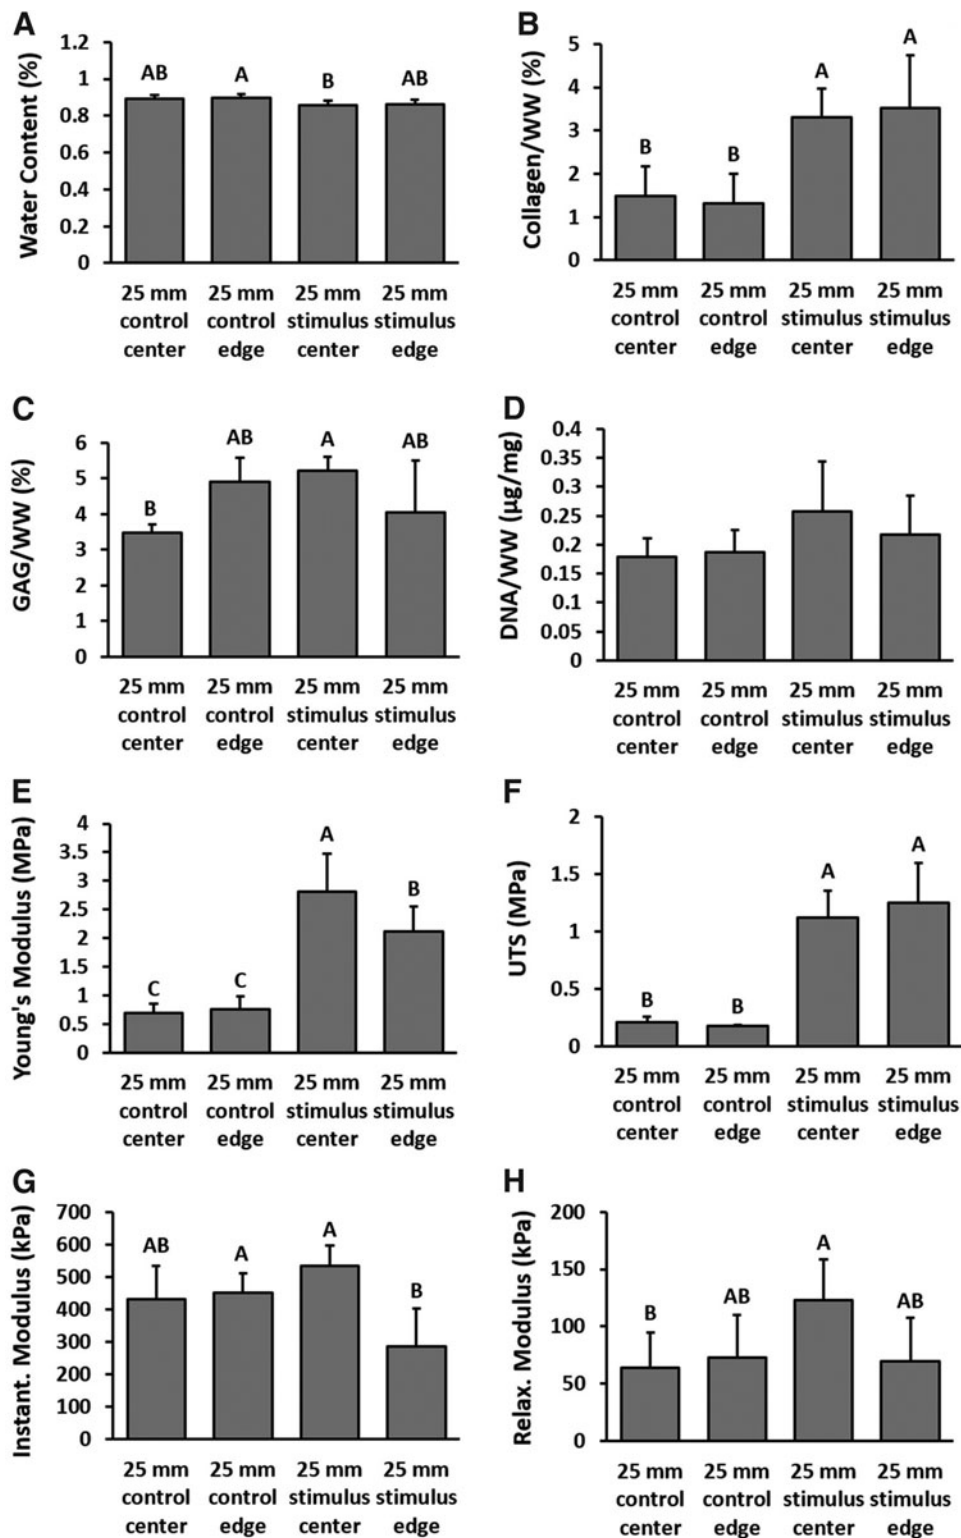 A
Water Content (%)
1.2
1
0.8
0.6
0.4
0.2
0
AB
A
B
AB
25 mm 25 mm 25 mm 25 mm
control control stimulus stimulus
center edge center edge
B
Collagen/WW (%)
5
4
3
2
1
0
B
B
A
A
25 mm 25 mm 25 mm 25 mm
control control stimulus stimulus
center edge center edge
C
GAG/WW (%)
6
5
4
3
2
1
0
B
AB
A
AB
25 mm 25 mm 25 mm 25 mm
control control stimulus stimulus
center edge center edge
D
DNA/WW (µg/mg)
0.4
0.35
0.3
0.25
0.2
0.15
0.1
0.05
0
25 mm 25 mm 25 mm 25 mm
control control stimulus stimulus
center edge center edge
E
Young's Modulus (MPa)
4
3.5
3
2.5
2
1.5
1
0.5
0
C
C
A
B
25 mm 25 mm 25 mm 25 mm
control control stimulus stimulus
center edge center edge
F
UTS (MPa)
2
1.5
1
0.5
0
B
B
A
A
25 mm 25 mm 25 mm 25 mm
control control stimulus stimulus
center edge center edge
G
Instant. Modulus (kPa)
700
600
500
400
300
200
100
0
AB
A
A
B
25 mm 25 mm 25 mm 25 mm
control control stimulus stimulus
center edge center edge
H
Relax. Modulus (kPa)
200
150
100
50
0
B
AB
A
AB
25 mm 25 mm 25 mm 25 mm
control control stimulus stimulus
center edge center edge